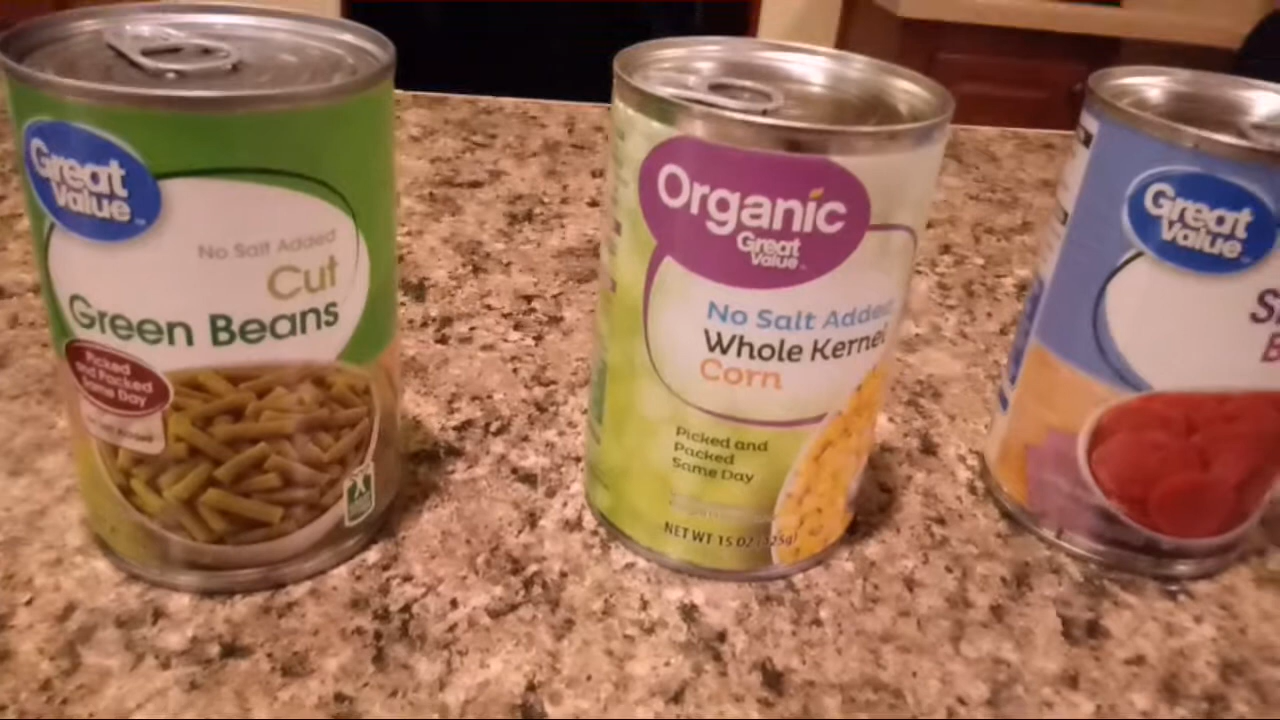 Great
Value
No Salt Added
Cut
Green Beans
Picked
and Packed
Same Day
Organic
Great
Value
No Salt Added
Whole Kernel
Corn
Picked and
Packed
Same Day
NET WT 15 OZ (425g)
Great
Value
S
B